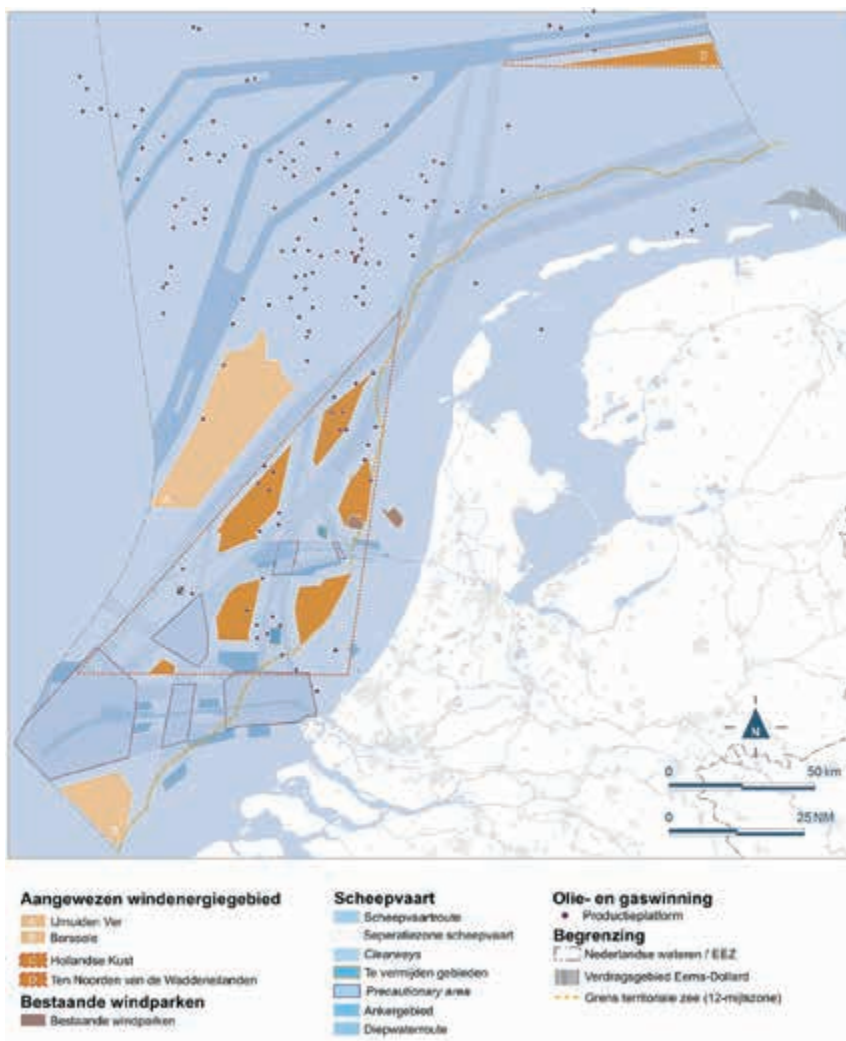 N
0 50 km
0 25 NM
Aangewezen windenergiegebied
IJmuiden Ver
Borssele
Hollandse Kust
Ten Noorden van de Waddeneilanden
Bestaande windparken
Bestaande windparken
Scheepvaart
Scheepvaartroute
Seperatiezone scheepvaart
Clearways
Te vermijden gebieden
Precautionary area
Ankergebied
Diepwaterroute
Olie- en gaswinning
Productieplatform
Begrenzing
Nederlandse wateren / EEZ
Verdragsgebied Eems-Dollard
Grens territoriale zee (12-mijlszone)